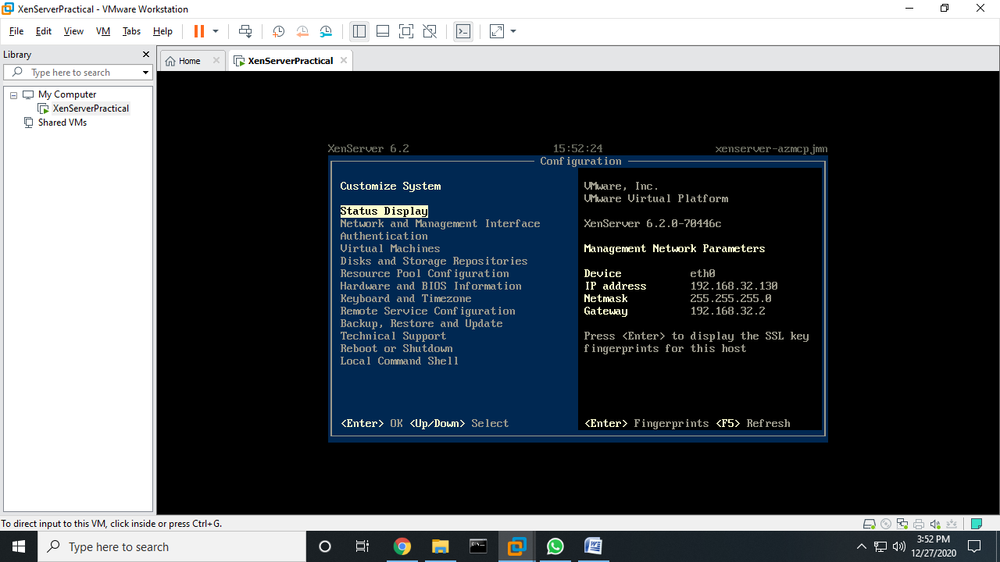 XenServerPractical - VMware Workstation
File Edit View VM Tabs Help
Library
Type here to search
My Computer
XenServerPractical
Shared VMs
Home
XenServerPractical
XenServer 6.2 15:52:24 xenserver-azmcpjmn
Configuration
Customize System
Status Display
Network and Management Interface
Authentication
Virtual Machines
Disks and Storage Repositories
Resource Pool Configuration
Hardware and BIOS Information
Keyboard and Timezone
Remote Service Configuration
Backup, Restore and Update
Technical Support
Reboot or Shutdown
Local Command Shell
<Enter> OK <Up/Down> Select
VMware, Inc.
VMware Virtual Platform
XenServer 6.2.0-70446c
Management Network Parameters
Device eth0
IP address 192.168.32.130
Netmask 255.255.255.0
Gateway 192.168.32.2
Press <Enter> to display the SSL key
fingerprints for this host
<Enter> Fingerprints <F5> Refresh
To direct input to this VM, click inside or press Ctrl+G.
Type here to search
3:52 PM
12/27/2020